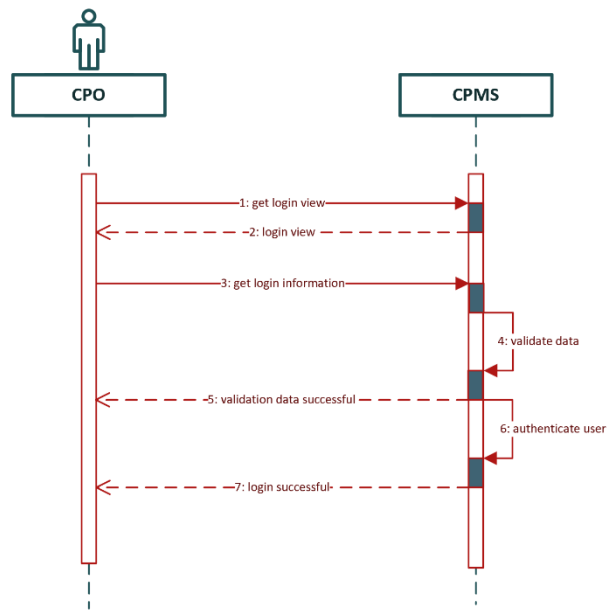 CPO
CPMS
1: get login view
2: login view
3: get login information
4: validate data
5: validation data successful
6: authenticate user
7: login successful